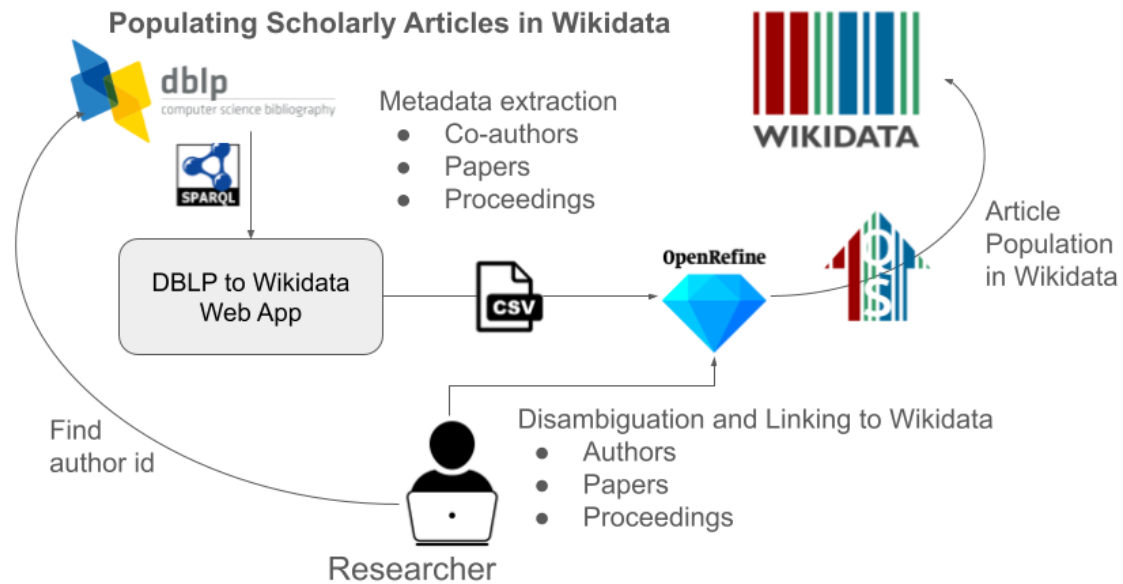 Populating Scholarly Articles in Wikidata
dblp
computer science bibliography
SPARQL
Metadata extraction
● Co-authors
● Papers
● Proceedings
WIKIDATA
Article
Population
in Wikidata
DBLP to Wikidata
Web App
CSV
OpenRefine
QS
Find
author id
Disambiguation and Linking to Wikidata
● Authors
● Papers
● Proceedings
Researcher